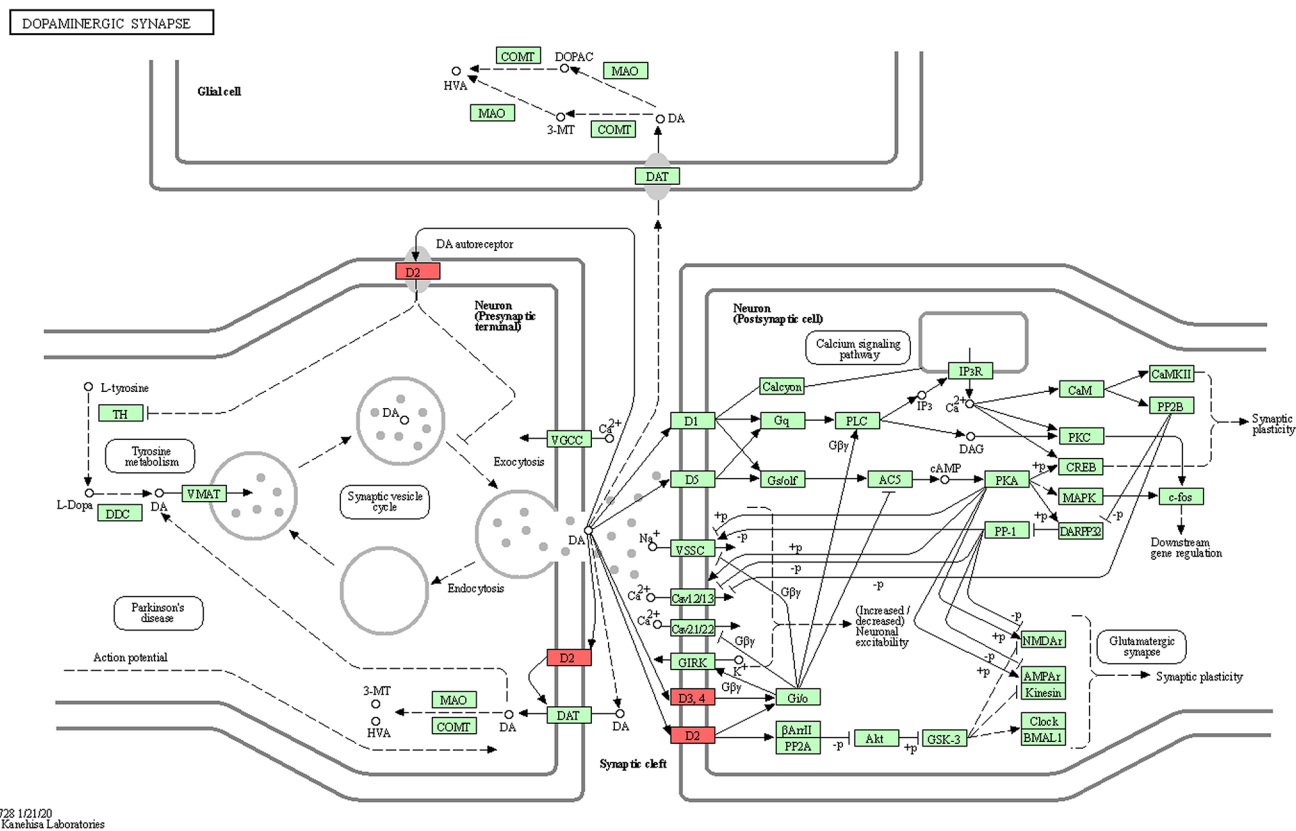 DOPAMINERGIC SYNAPSE
COMT
DOPAC
MAO
HVA
Glial cell
MAO
3-MT
COMT
DA
DAT
DA autoreceptor
D2
Neuron
(Presynaptic
terminal)
Neuron
(Postsynaptic cell)
Calcium signaling
pathway
L-tyrosine
TH
DA
Calcyon
IP3R
IP3
Ca2+
CaM
CaMKII
PP2B
Synaptic
plasticity
VGCC
Ca2+
D1
Gq
PLC
DAG
PKC
Tyrosine
metabolism
Exocytosis
Gβγ
CREB
L-Dopa
DDC
DA
VMAT
Synaptic vesicle
cycle
D5
Gs/olf
AC5
cAMP
PKA
+p
MAPK
c-fos
DA
+p
-p
+p
-p
Na+
VSSC
PP-1
DARPP32
Downstream
gene regulation
+p
-p
-p
Endocytosis
Ca2+
Cav1.2/1.3
Gβγ
Parkinson's
disease
Ca2+
Cav2.1/2.2
(Increased /
decreased)
Neuronal
excitability
Gβγ
-p
+p
NMDAr
Glutamatergic
synapse
Action potential
D2
GIRK
K+
-p
+p
AMPAr
Kinesin
Synaptic plasticity
Gβγ
3-MT
HVA
MAO
COMT
DA
DAT
DA
D3, 4
Gi/o
D2
βArrII
PP2A
-p
Akt
+p
GSK-3
Clock
BMAL1
Synaptic cleft
728 1/21/20
Kanehisa Laboratories